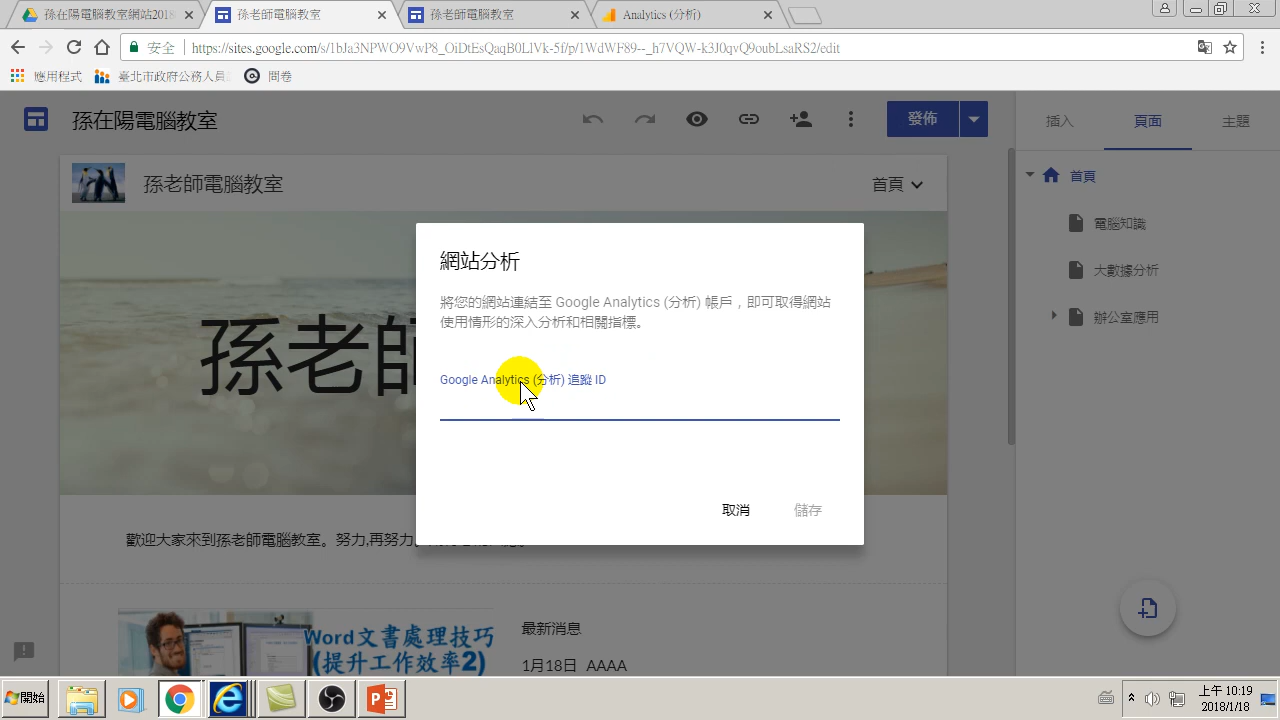 孫在陽電腦教室網站2018
孫老師電腦教室
孫老師電腦教室
Analytics (分析)
安全
https://sites.google.com/s/1bJa3NPWO9VwP8_OiDtEsQaqB0LIVk-5f/p/1WdWF89--_h7VQW-k3J0qvQ9oubLsaRS2/edit
應用程式
臺北市政府公務人員
問卷
孫在陽電腦教室
發佈
插入
頁面
主題
孫老師電腦教室
首頁
首頁
電腦知識
大數據分析
辦公室應用
孫老師
網站分析
將您的網站連結至 Google Analytics (分析) 帳戶，即可取得網站
使用情形的深入分析和相關指標。
Google Analytics (分析) 追蹤 ID
取消
儲存
歡迎大家來到孫老師電腦教室。努力,再努力
Word文書處理技巧
(提升工作效率2)
最新消息
1月18日 AAAA
開始
上午 10:19
2018/1/18